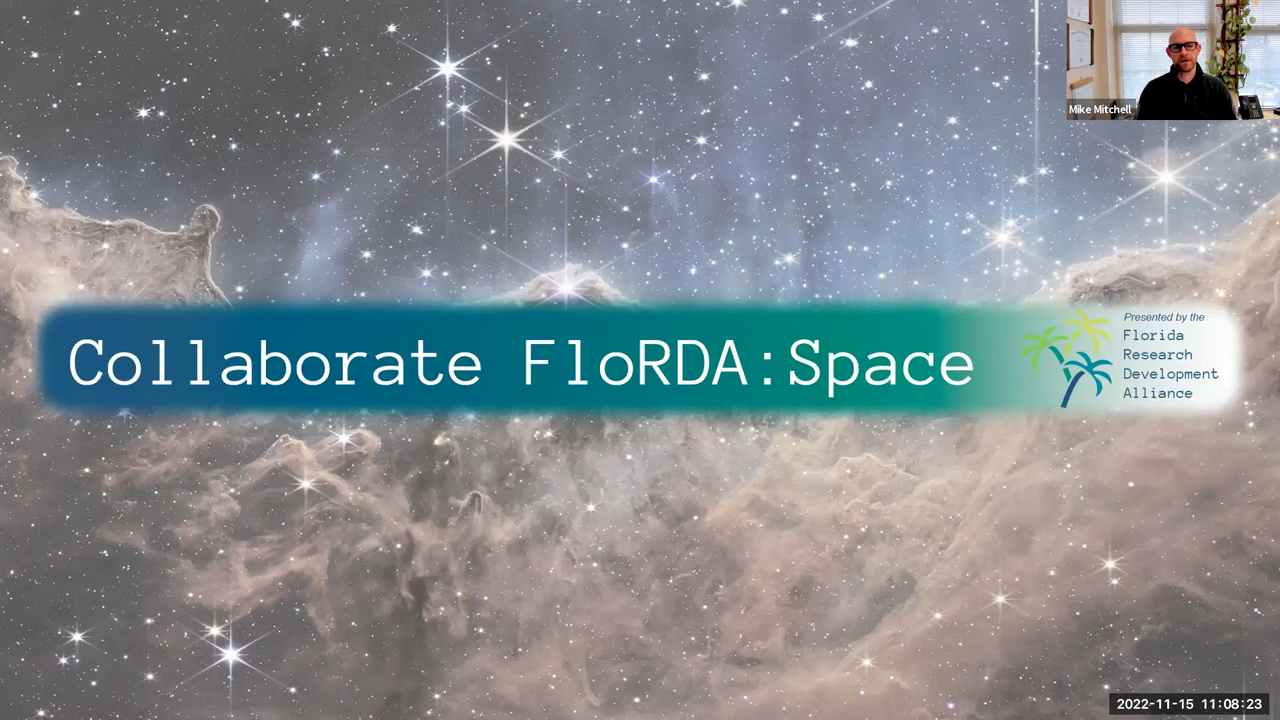 Mike Mitchell
Collaborate FloRDA:Space
Presented by the
Florida
Research
Development
Alliance
2022-11-15 11:08:23